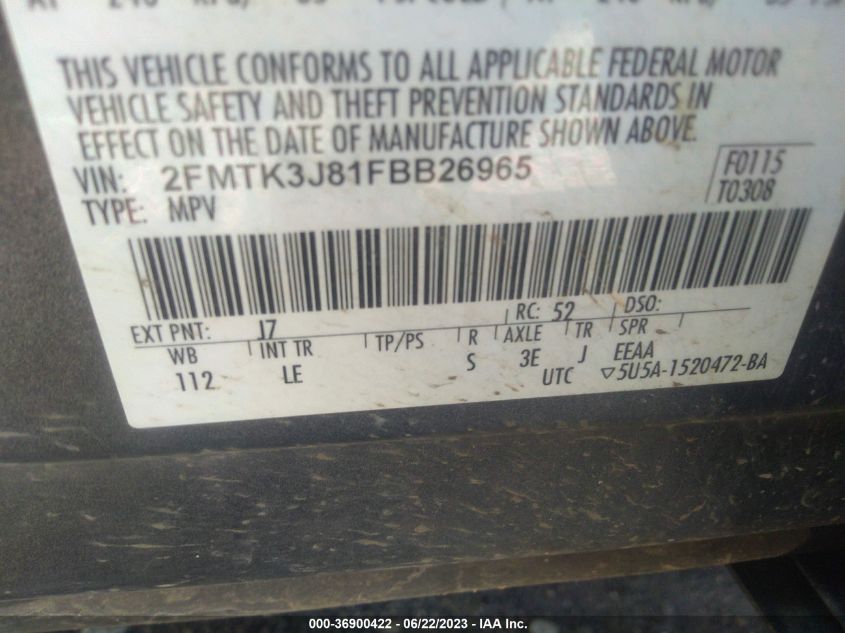 THIS VEHICLE CONFORMS TO ALL APPLICABLE FEDERAL MOTOR
VEHICLE SAFETY AND THEFT PREVENTION STANDARDS IN
EFFECT ON THE DATE OF MANUFACTURE SHOWN ABOVE.
VIN: 2FMTK3J81FBB26965
F0115
TYPE: MPV
T0308
EXT PNT: J7 RC: 52 DSO:
WB INT TR TP/PS R AXLE TR SPR
112 LE S 3E J EEAA
UTC ▽5U5A-1520472-BA
000-36900422 - 06/22/2023 - IAA Inc.